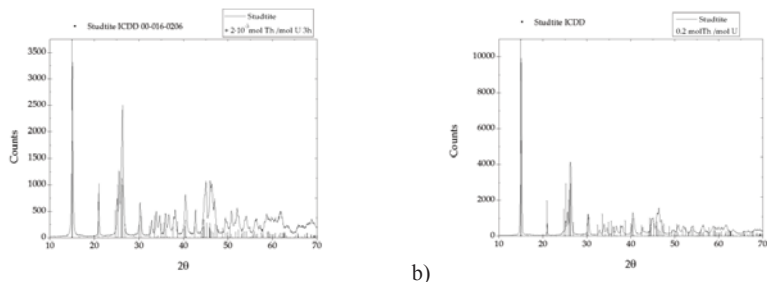 • Studtite ICDD 00-016-0206
Studtite
+ 2·10⁻³ mol Th /mol U 3h
3500
3000
2500
2000
1500
1000
500
0
Counts
10 20 30 40 50 60 70
2θ
b)
• Studtite ICDD
Studtite
0.2 molTh /mol U
10000
8000
6000
4000
2000
0
Counts
10 20 30 40 50 60 70
2θ